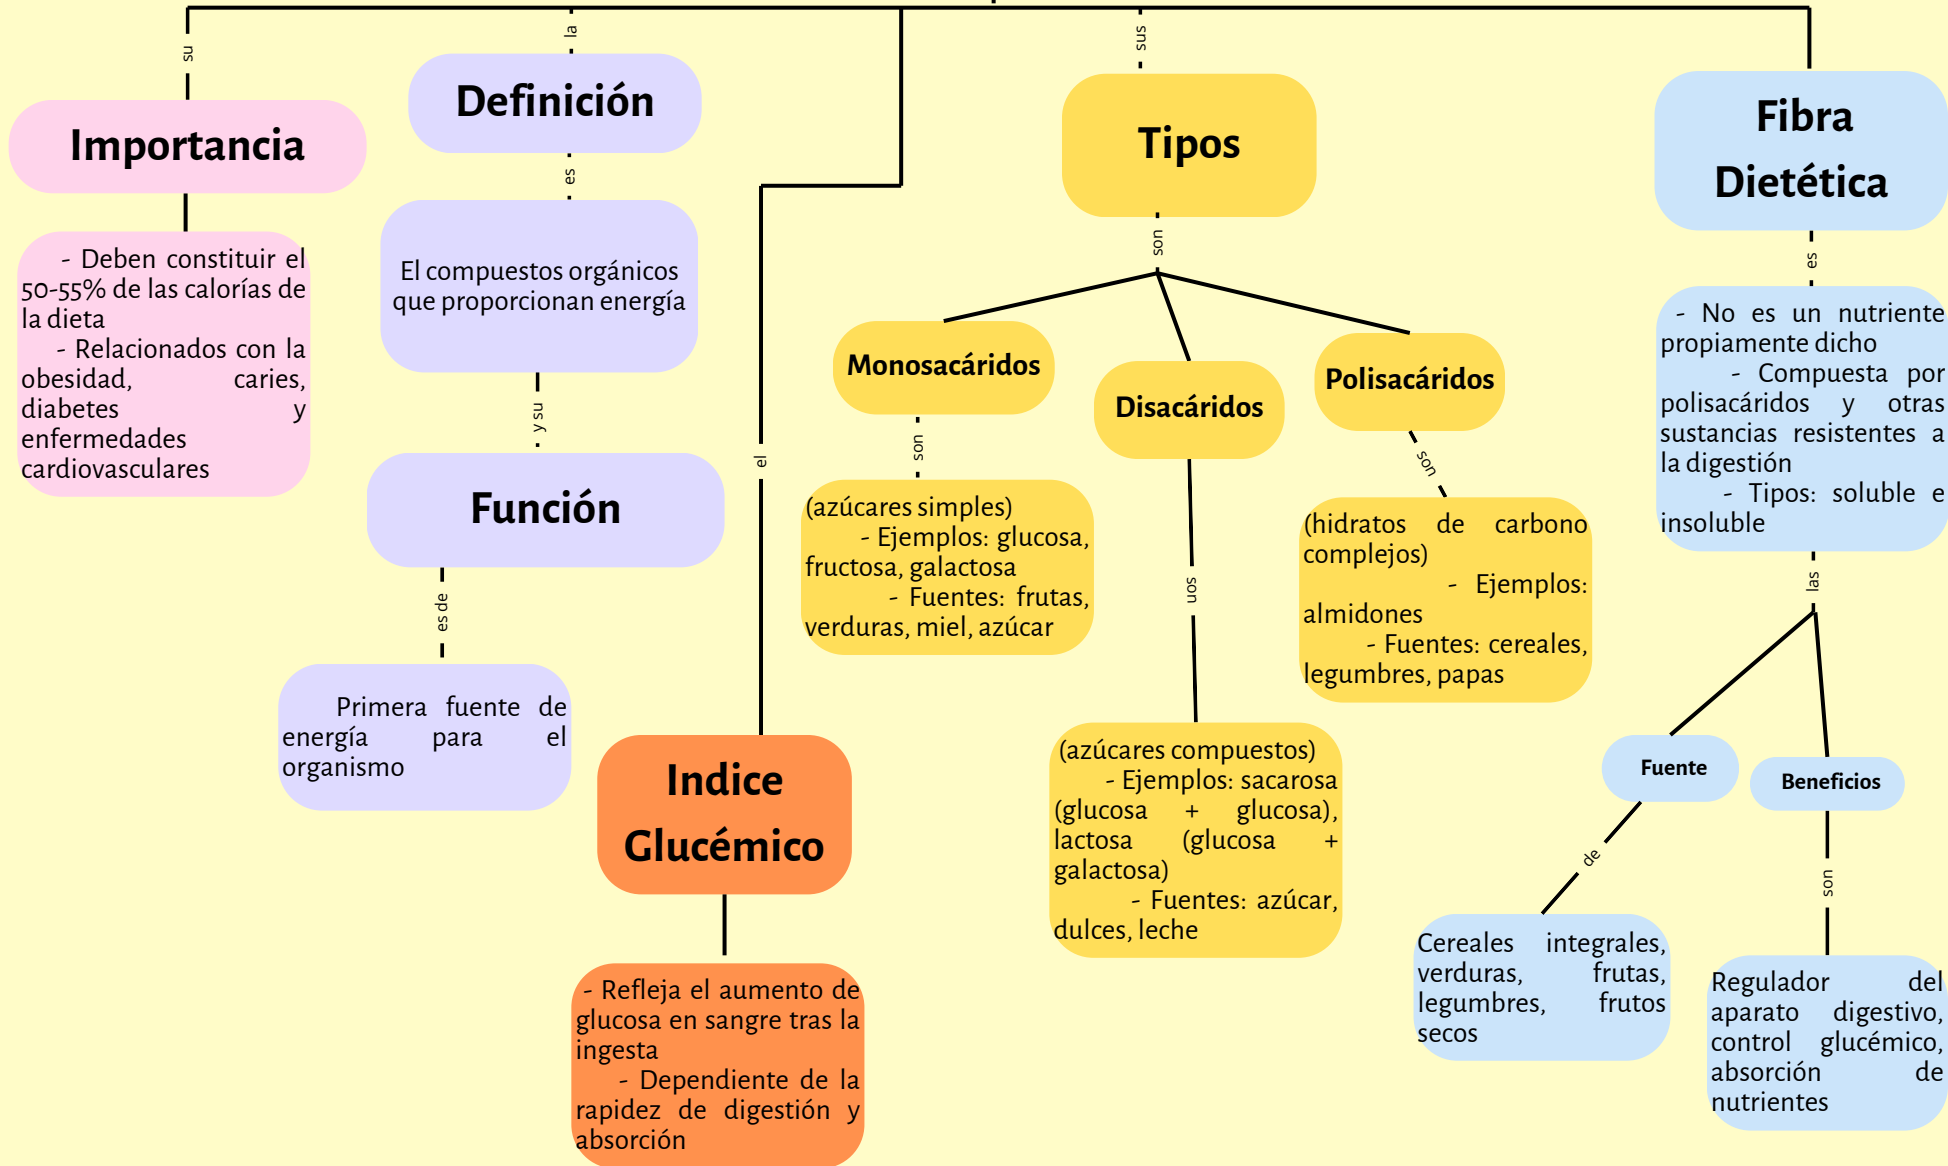 su
Importancia
- Deben constituir el
50-55% de las calorías de
la dieta
- Relacionados con la
obesidad, caries,
diabetes y
enfermedades
cardiovasculares
la
Definición
es
El compuestos orgánicos
que proporcionan energía
y su
Función
es de
Primera fuente de
energía para el
organismo
el
Indice
Glucémico
- Refleja el aumento de
glucosa en sangre tras la
ingesta
- Dependiente de la
rapidez de digestión y
absorción
sus
Tipos
son
Monosacáridos
son
(azúcares simples)
- Ejemplos: glucosa,
fructosa, galactosa
- Fuentes: frutas,
verduras, miel, azúcar
Disacáridos
son
(azúcares compuestos)
- Ejemplos: sacarosa
(glucosa + glucosa),
lactosa (glucosa +
galactosa)
- Fuentes: azúcar,
dulces, leche
Polisacáridos
son
(hidratos de carbono
complejos)
- Ejemplos:
almidones
- Fuentes: cereales,
legumbres, papas
Fibra
Dietética
es
- No es un nutriente
propiamente dicho
- Compuesta por
polisacáridos y otras
sustancias resistentes a
la digestión
- Tipos: soluble e
insoluble
las
Fuente
de
Cereales integrales,
verduras, frutas,
legumbres, frutos
secos
Beneficios
son
Regulador del
aparato digestivo,
control glucémico,
absorción de
nutrientes